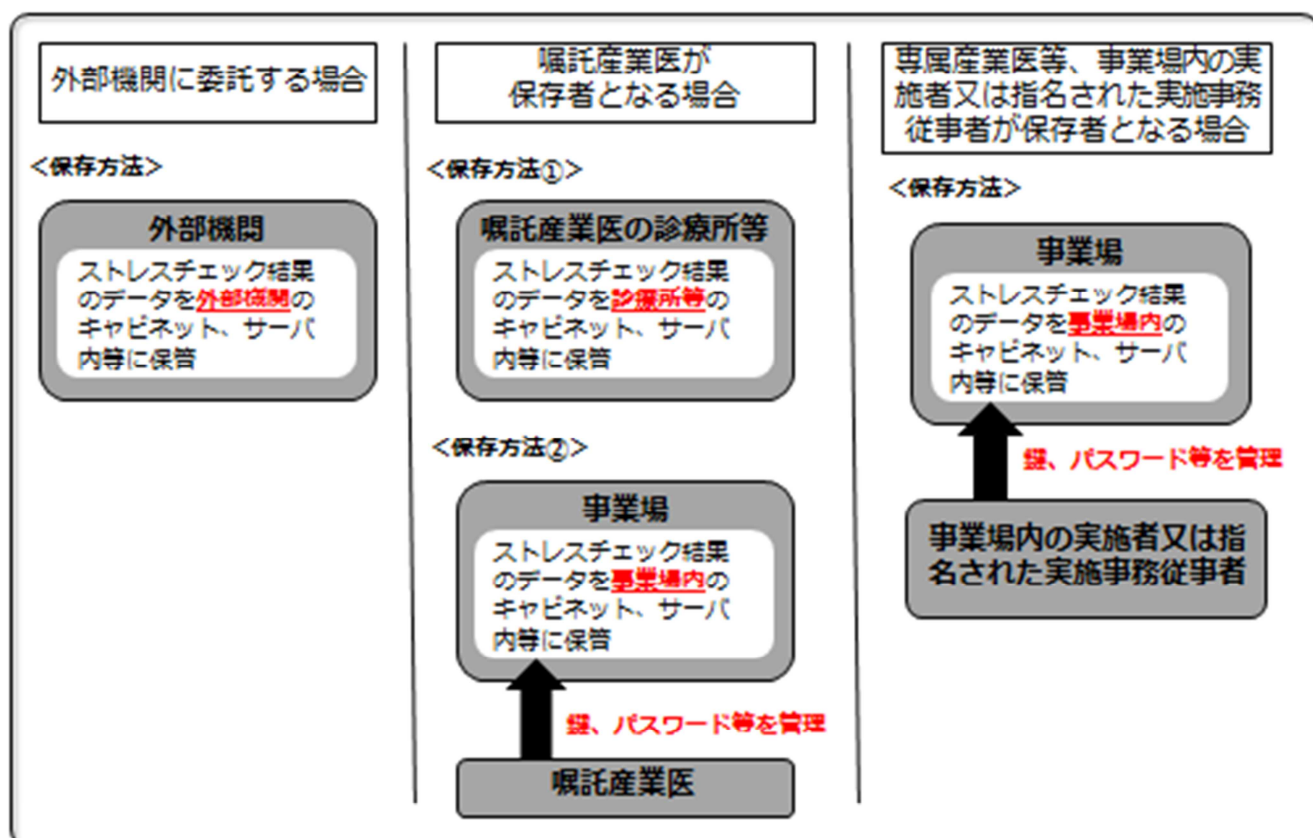 外部機関に委託する場合
＜保存方法＞
外部機関
ストレスチェック結果
のデータを外部機関の
キャビネット、サーバ
内等に保管
嘱託産業医が
保存者となる場合
＜保存方法①＞
嘱託産業医の診療所等
ストレスチェック結果
のデータを診療所等の
キャビネット、サーバ
内等に保管
＜保存方法②＞
事業場
ストレスチェック結果
のデータを事業場内の
キャビネット、サーバ
内等に保管
鍵、パスワード等を管理
嘱託産業医
専属産業医等、事業場内の実
施者又は指名された実施事務
従事者が保存者となる場合
＜保存方法＞
事業場
ストレスチェック結果
のデータを事業場内の
キャビネット、サーバ
内等に保管
鍵、パスワード等を管理
事業場内の実施者又は指
名された実施事務従事者